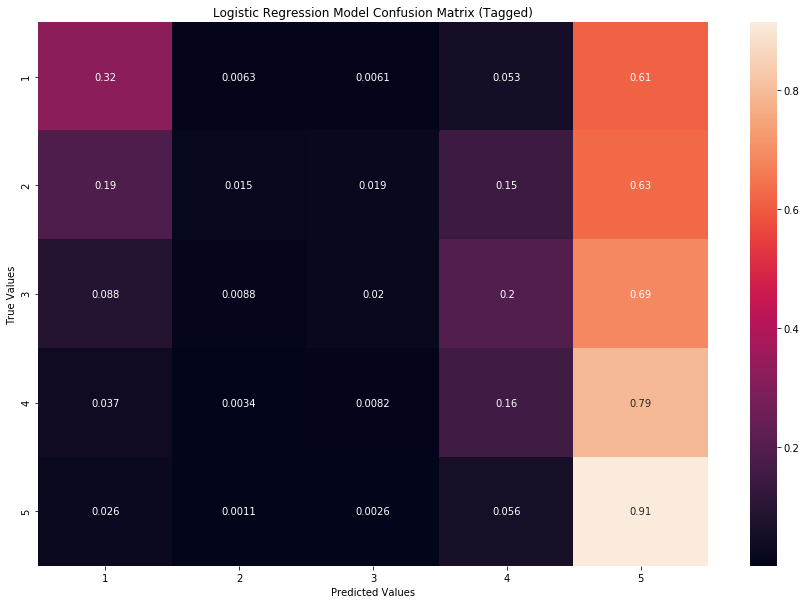 Logistic Regression Model Confusion Matrix (Tagged)
1 0.32 0.0063 0.0061 0.053 0.61
2 0.19 0.015 0.019 0.15 0.63
3 0.088 0.0088 0.02 0.2 0.69
4 0.037 0.0034 0.0082 0.16 0.79
5 0.026 0.0011 0.0026 0.056 0.91
1 2 3 4 5
Predicted Values
True Values
0.8
0.6
0.4
0.2